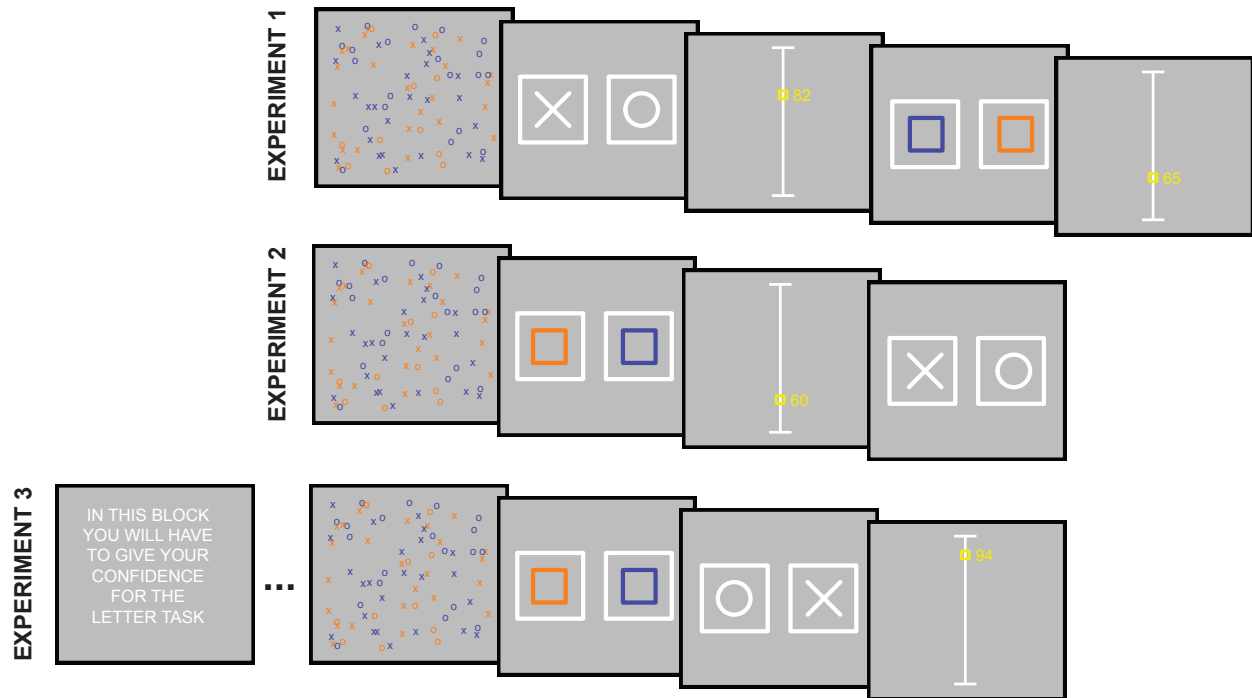 EXPERIMENT 1
82
65
EXPERIMENT 2
60
EXPERIMENT 3
IN THIS BLOCK
YOU WILL HAVE
TO GIVE YOUR
CONFIDENCE
FOR THE
LETTER TASK
...
94